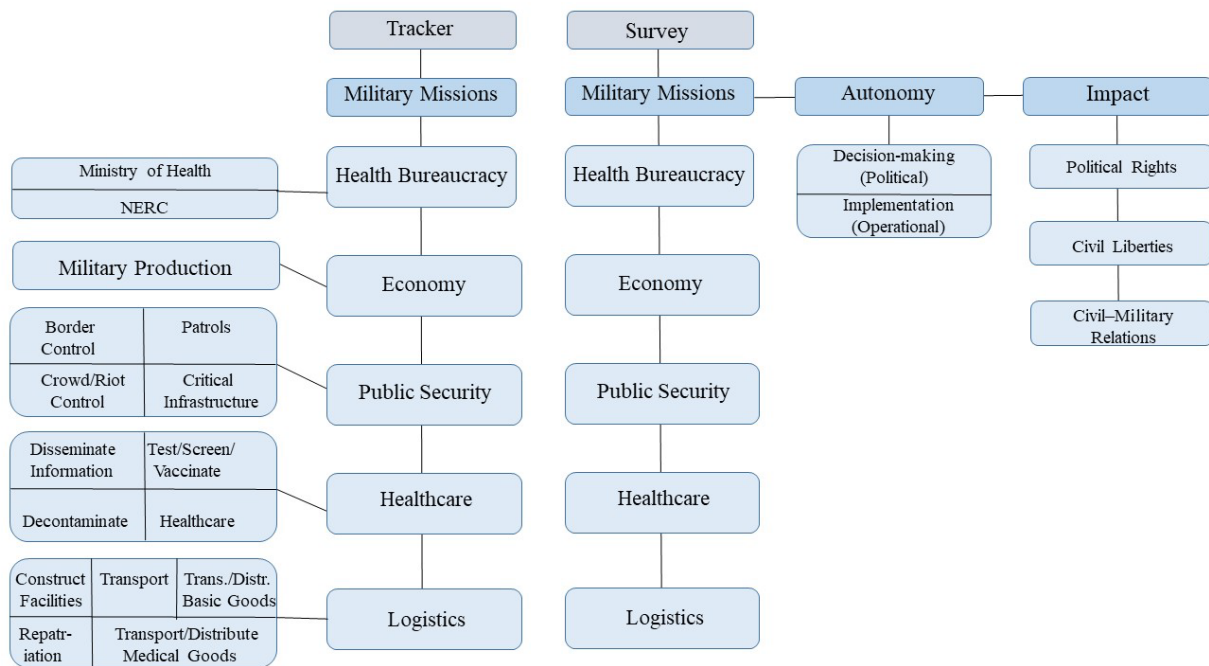 Tracker
Survey
Military Missions
Military Missions
Autonomy
Impact
Ministry of Health
NERC
Health Bureaucracy
Health Bureaucracy
Decision-making
(Political)
Implementation
(Operational)
Political Rights
Military Production
Economy
Economy
Civil Liberties
Border
Control
Patrols
Crowd/Riot
Control
Critical
Infrastructure
Public Security
Public Security
Civil–Military
Relations
Disseminate
Information
Test/Screen/
Vaccinate
Decontaminate
Healthcare
Healthcare
Healthcare
Construct
Facilities
Transport
Trans./Distr.
Basic Goods
Repatr-
iation
Transport/Distribute
Medical Goods
Logistics
Logistics